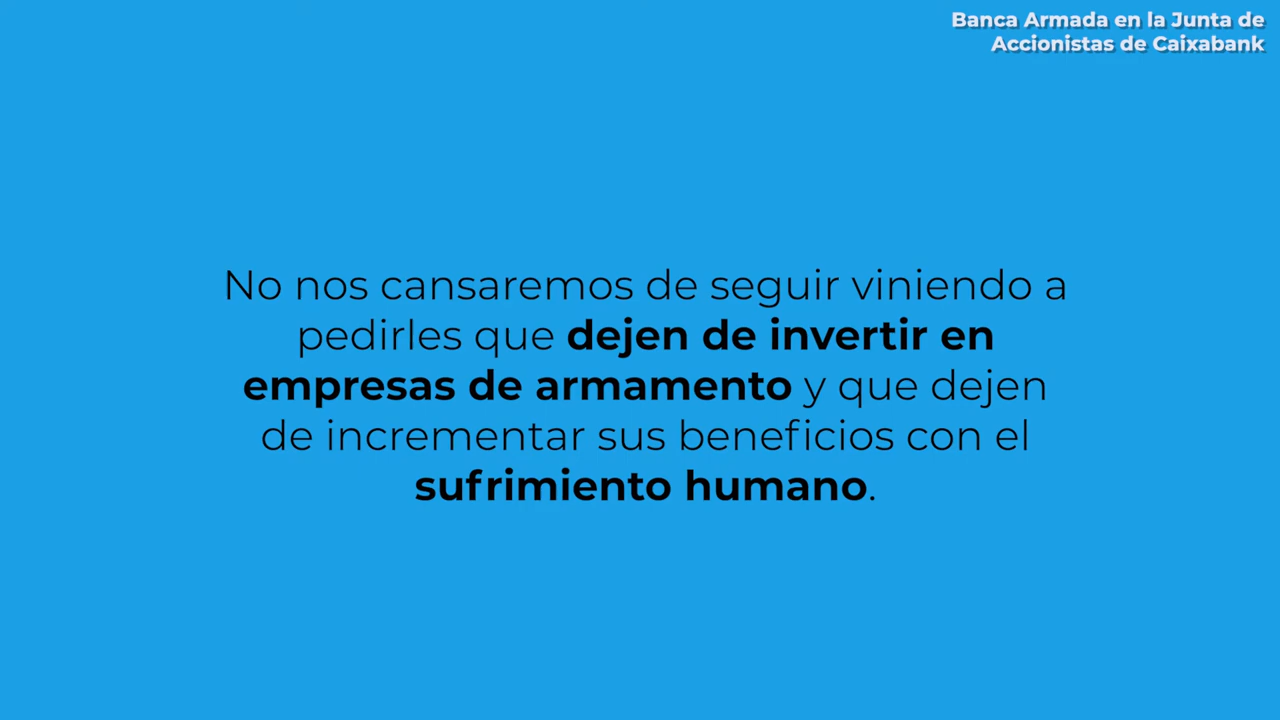 Banca Armada en la Junta de
Accionistas de Caixabank
No nos cansaremos de seguir viniendo a
pedirles que dejen de invertir en
empresas de armamento y que dejen
de incrementar sus beneficios con el
sufrimiento humano.